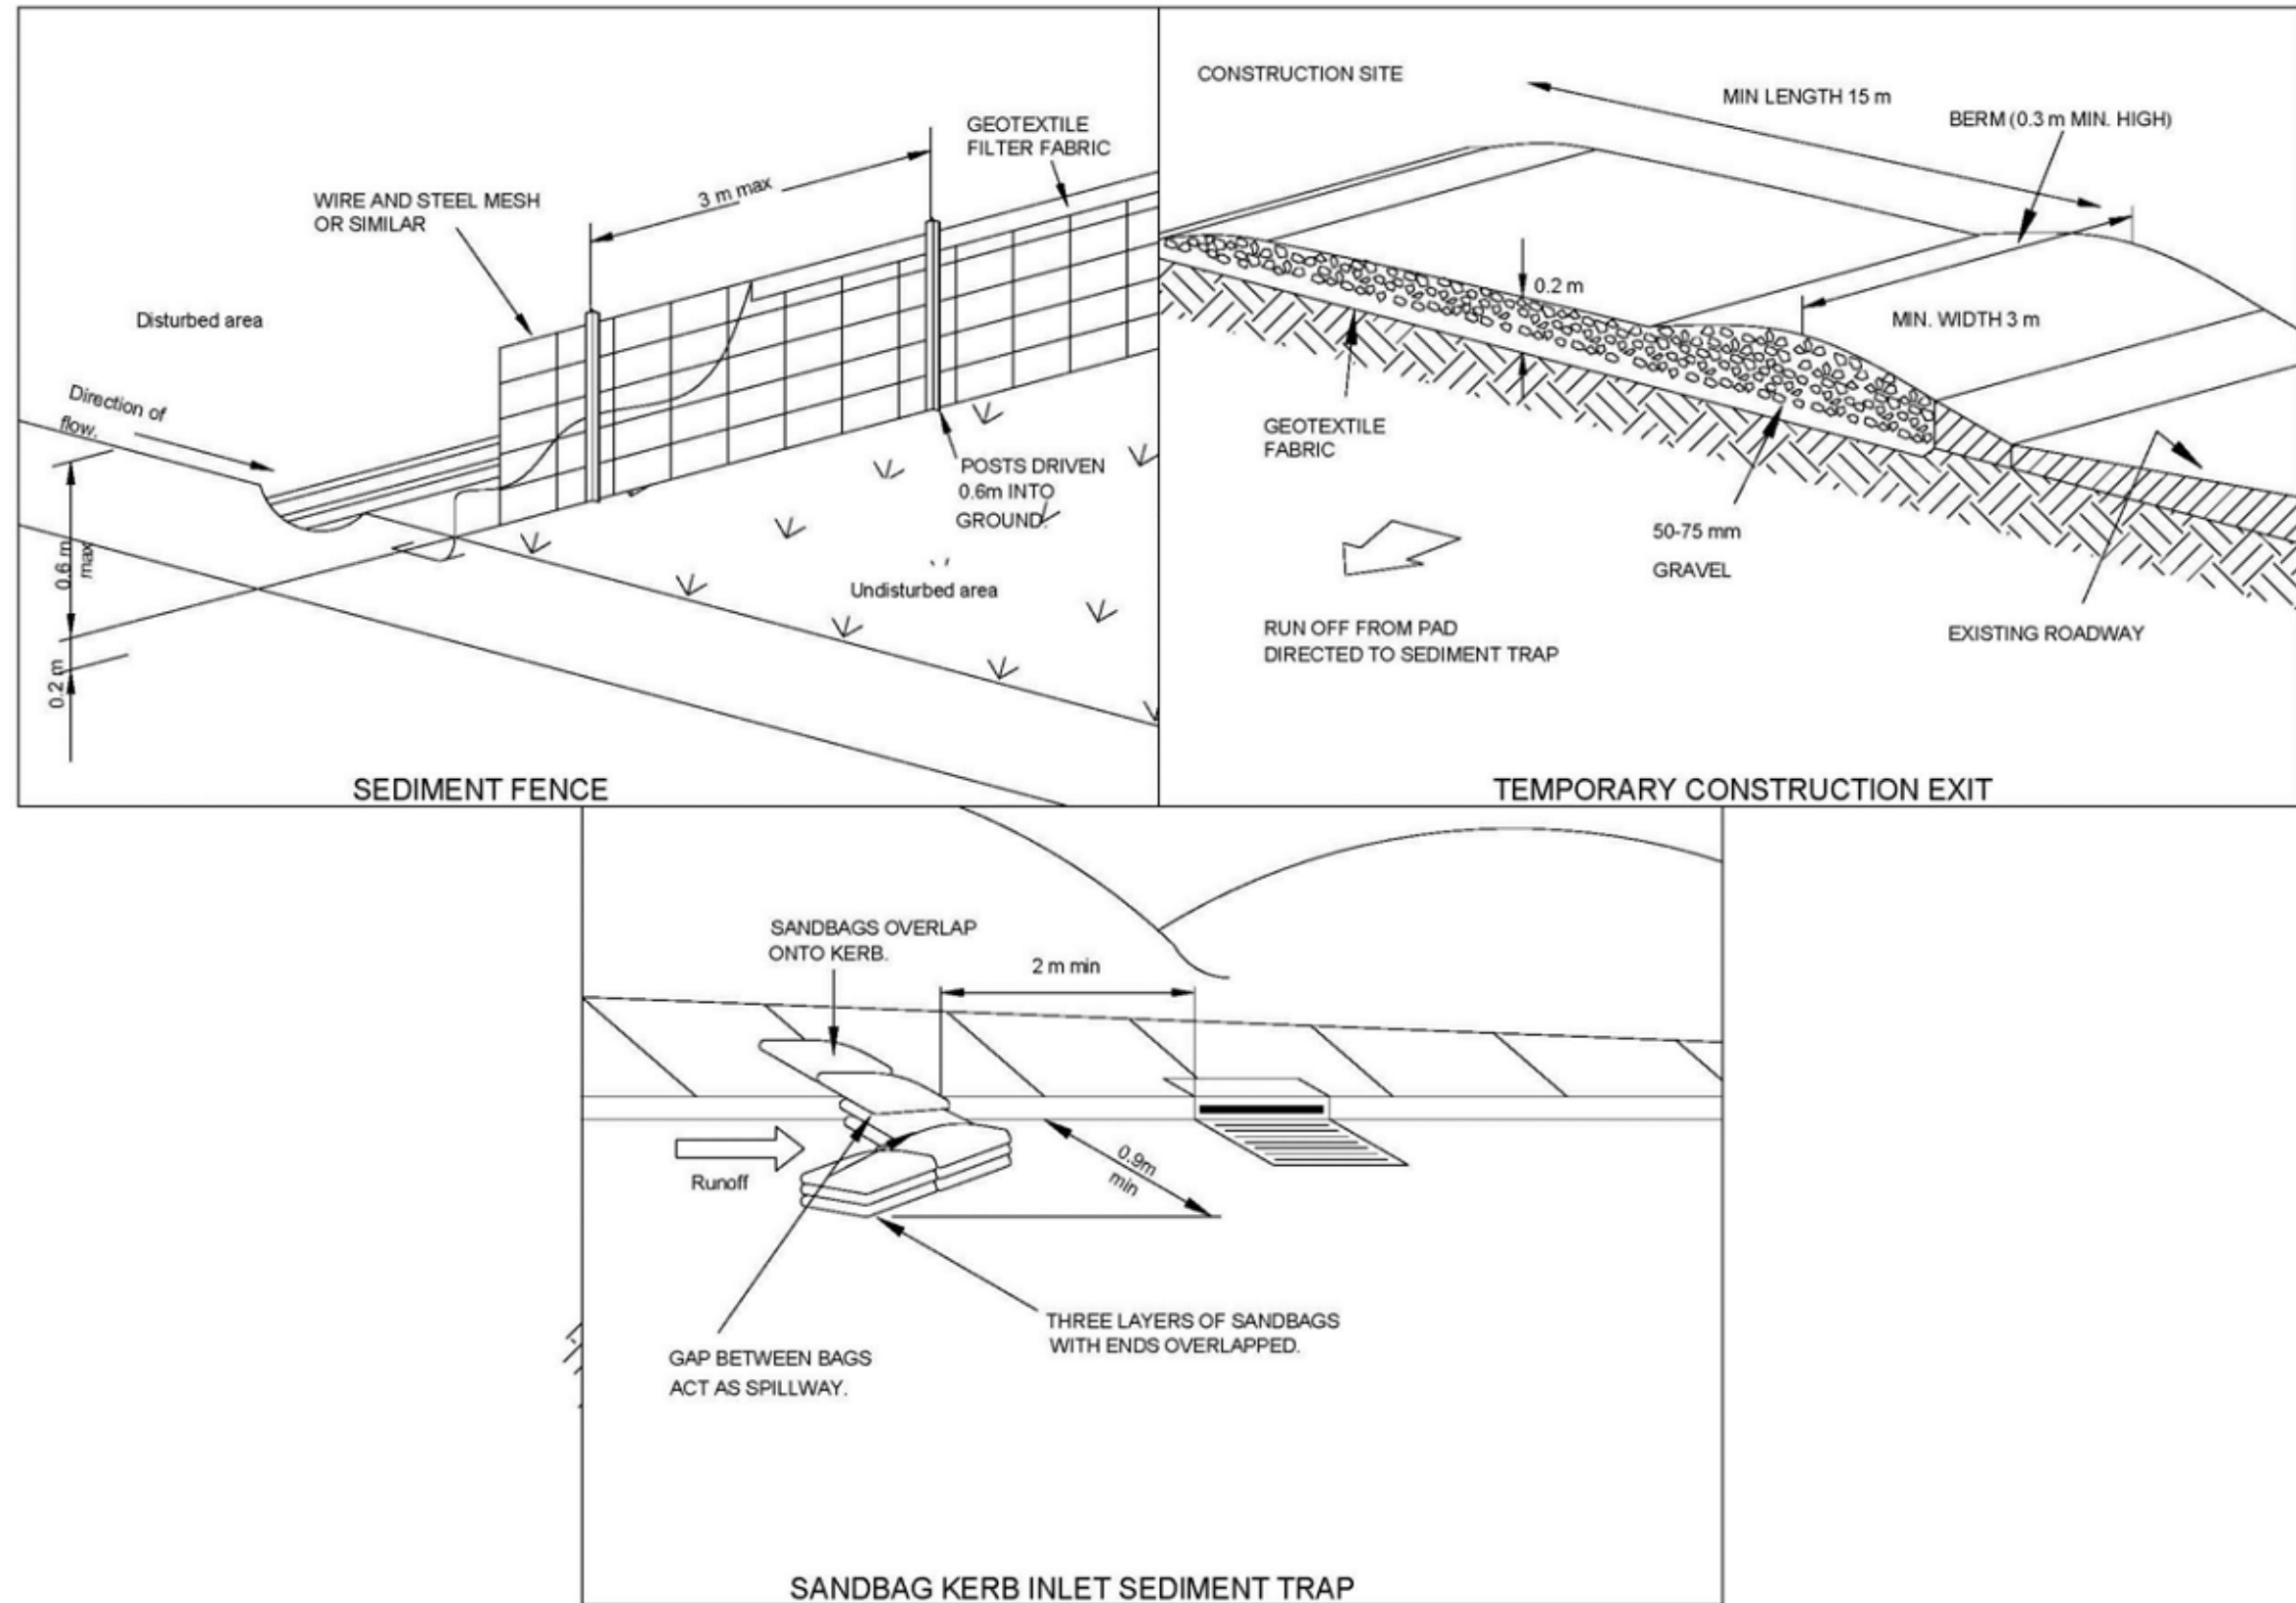 GEOTEXTILE
FILTER FABRIC
3 m max
WIRE AND STEEL MESH
OR SIMILAR
Disturbed area
Direction of
flow.
POSTS DRIVEN
0.6m INTO
GROUND.
0.6 m
max
Undisturbed area
0.2 m
SEDIMENT FENCE
CONSTRUCTION SITE
MIN LENGTH 15 m
BERM (0.3 m MIN. HIGH)
0.2 m
MIN. WIDTH 3 m
GEOTEXTILE
FABRIC
50-75 mm
GRAVEL
RUN OFF FROM PAD
DIRECTED TO SEDIMENT TRAP
EXISTING ROADWAY
TEMPORARY CONSTRUCTION EXIT
SANDBAGS OVERLAP
ONTO KERB.
2 m min
Runoff
0.9m
min
THREE LAYERS OF SANDBAGS
WITH ENDS OVERLAPPED.
GAP BETWEEN BAGS
ACT AS SPILLWAY.
SANDBAG KERB INLET SEDIMENT TRAP